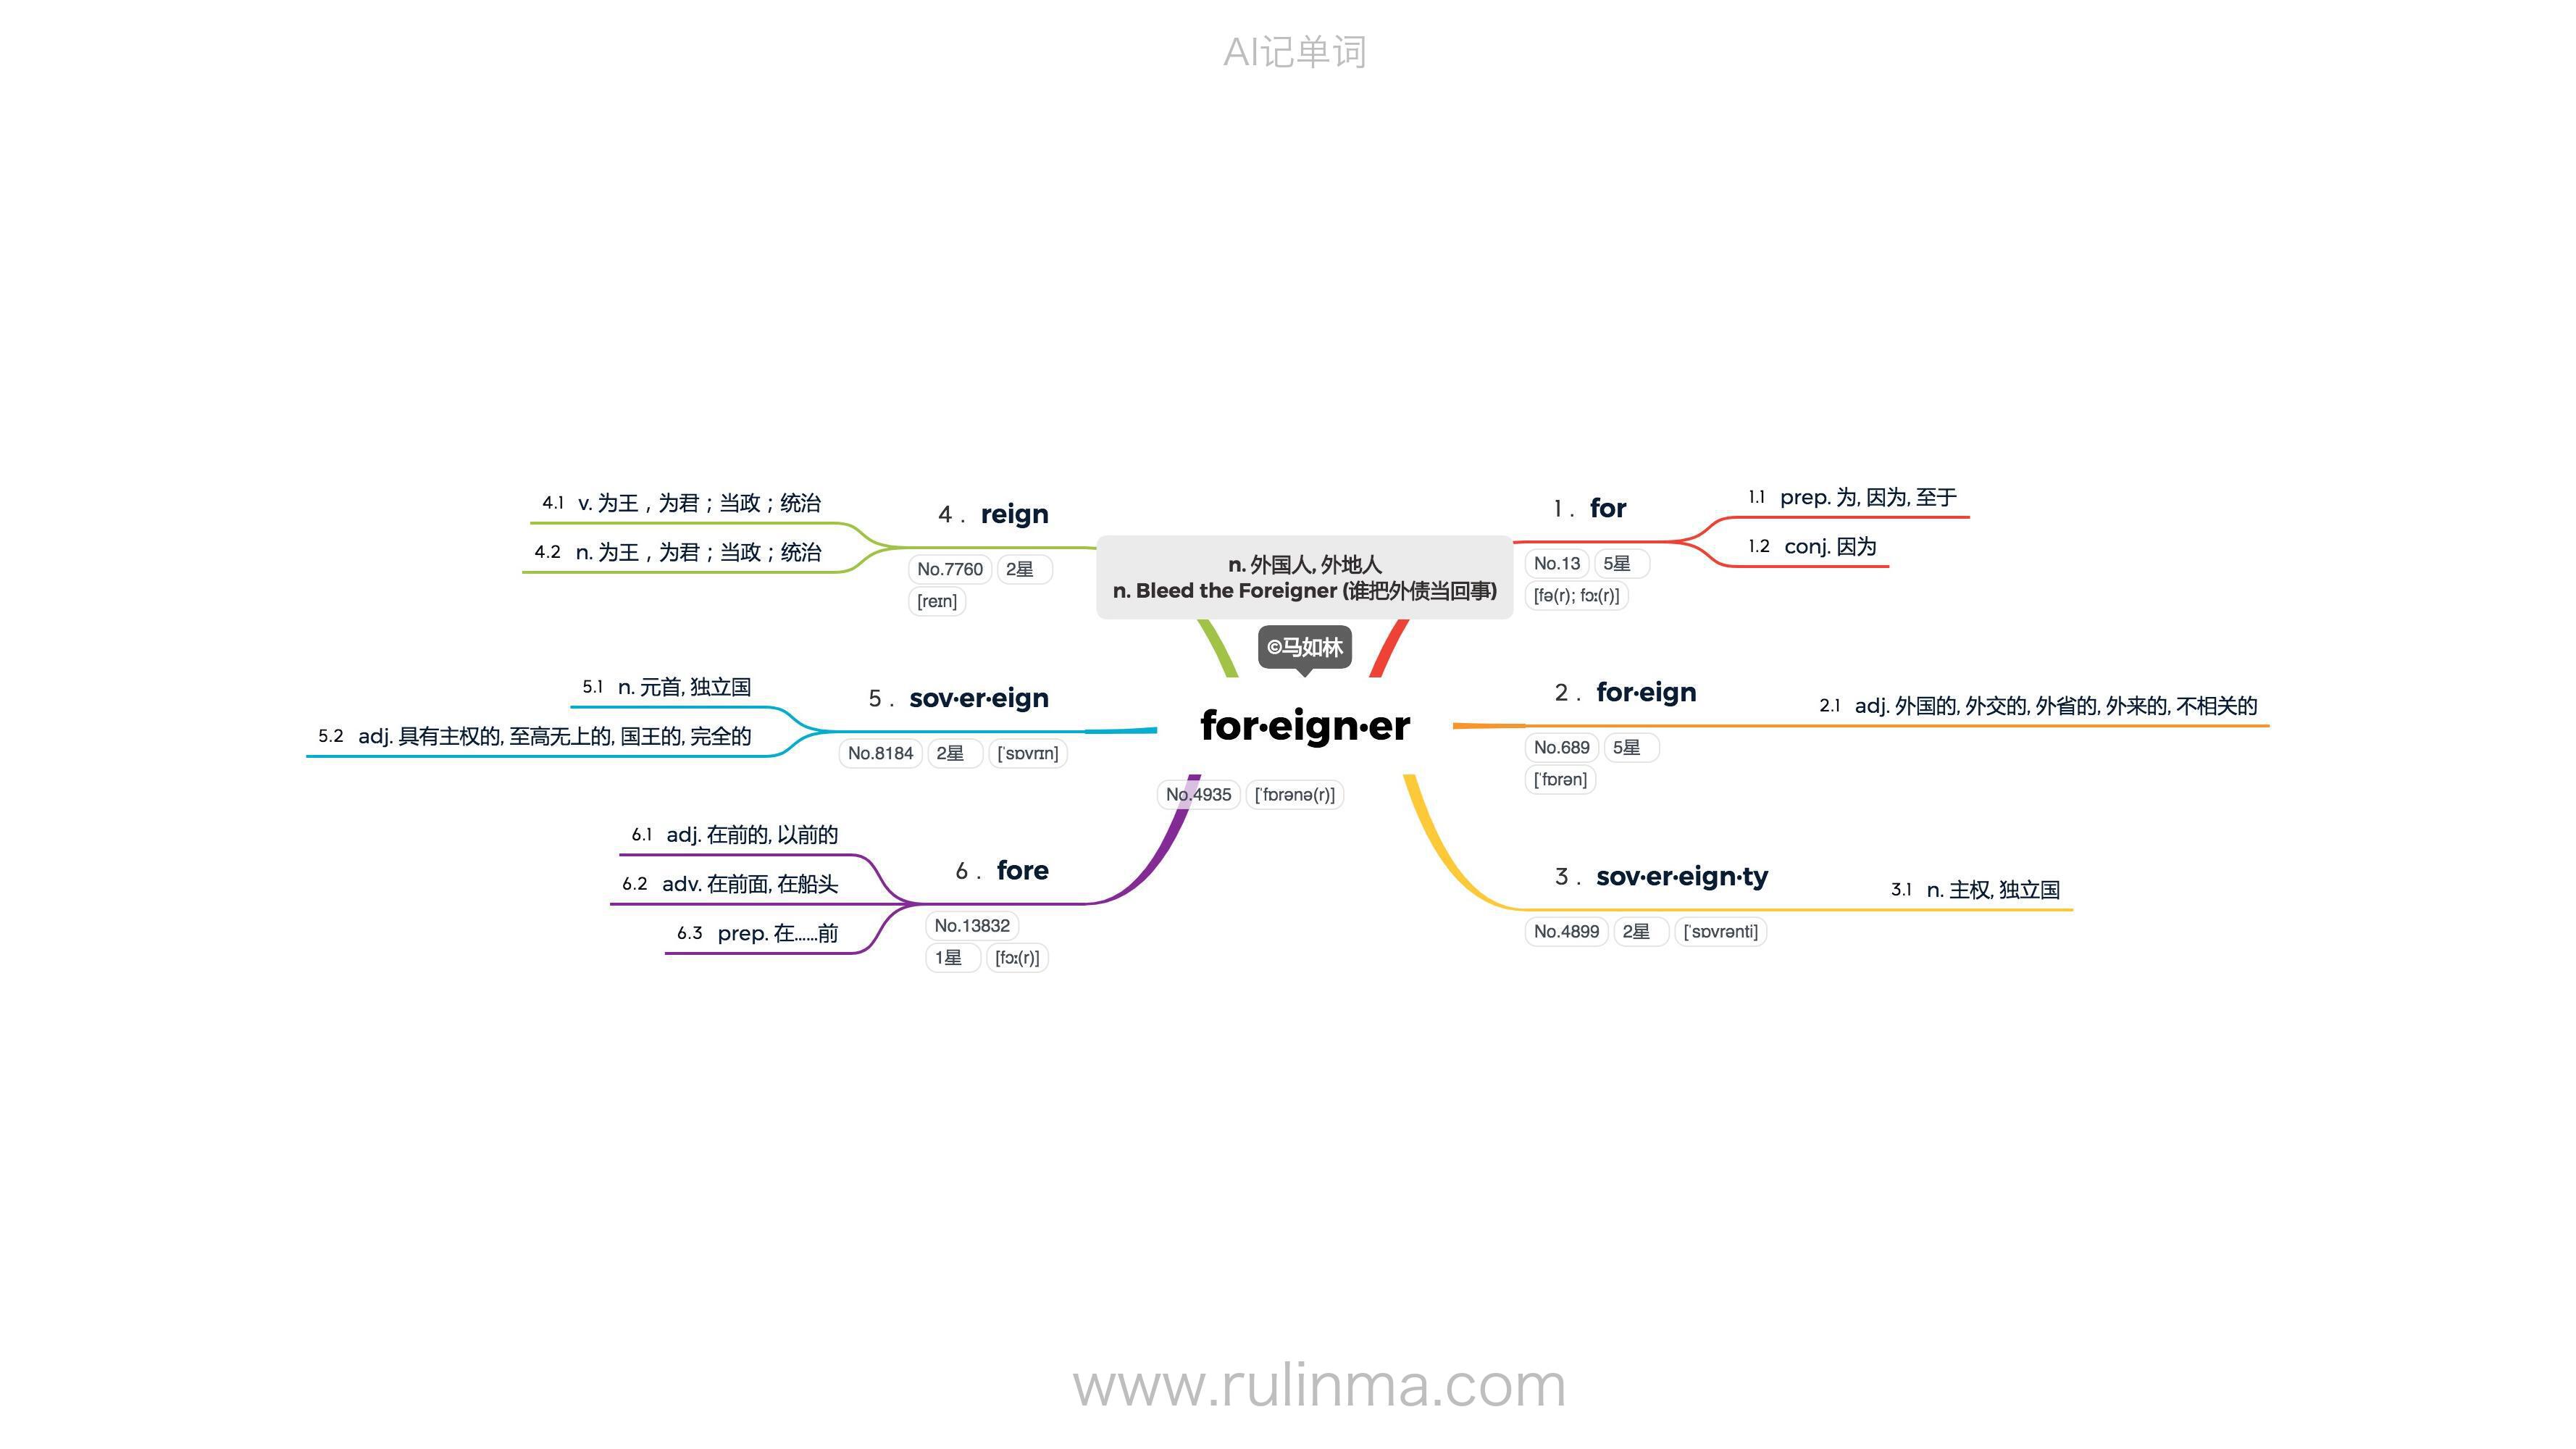 AI记单词
n. 外国人, 外地人
n. Bleed the Foreigner (谁把外债当回事)
©马如林
for·eign·er
No.4935 [ˈfɒrənə(r)]
1 . for
No.13 5星
[fə(r); fɔː(r)]
1.1 prep. 为, 因为, 至于
1.2 conj. 因为
2 . for·eign
No.689 5星
[ˈfɒrən]
2.1 adj. 外国的, 外交的, 外省的, 外来的, 不相关的
3 . sov·er·eign·ty
No.4899 2星 [ˈsɒvrənti]
3.1 n. 主权, 独立国
4 . reign
No.7760 2星
[reɪn]
4.1 v. 为王，为君；当政；统治
4.2 n. 为王，为君；当政；统治
5 . sov·er·eign
No.8184 2星 [ˈsɒvrɪn]
5.1 n. 元首, 独立国
5.2 adj. 具有主权的, 至高无上的, 国王的, 完全的
6 . fore
No.13832
1星 [fɔː(r)]
6.1 adj. 在前的, 以前的
6.2 adv. 在前面, 在船头
6.3 prep. 在……前
www.rulinma.com